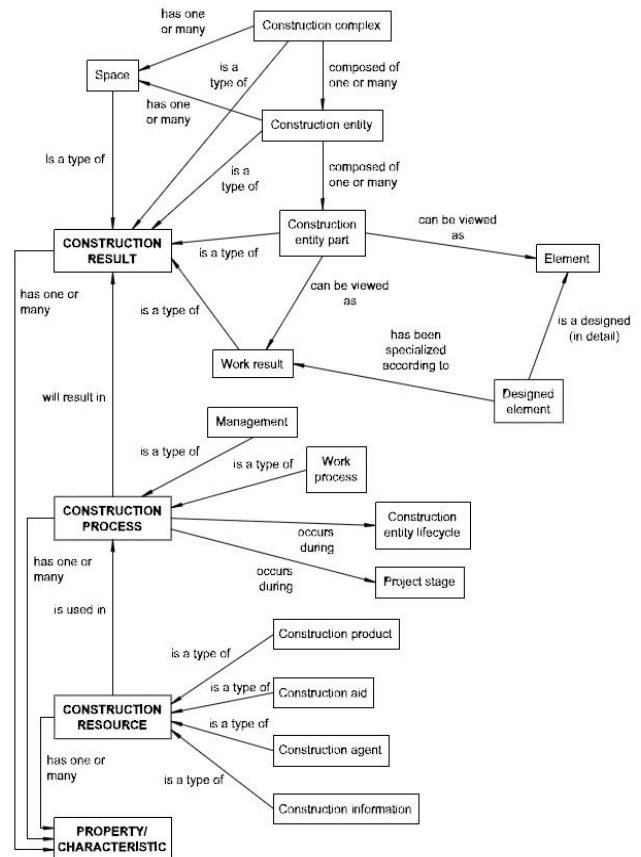 has one
or many
Construction complex
is a
type of
composed of
one or many
Space
has one
or many
Construction entity
Is a type of
is a
type of
composed of
one or many
Construction
entity part
can be viewed
as
CONSTRUCTION
RESULT
is a type of
Element
has one or
many
can be viewed
as
is a type of
has been
specialized
according to
is a designed
(in detail)
Work result
Designed
element
will result in
Management
is a type of
is a type of
Work
process
CONSTRUCTION
PROCESS
Construction
entity lifecycle
occurs
during
has one or
many
occurs
during
Project stage
is used in
Construction product
is a type of
is a type of
Construction aid
CONSTRUCTION
RESOURCE
is a type of
Construction agent
has one or
many
is a type of
Construction information
PROPERTY/
CHARACTERISTIC